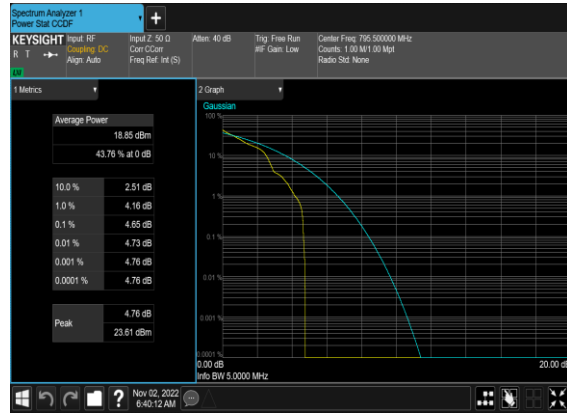 Spectrum Analyzer 1
Power Stat CCDF
KEYSIGHT
R T
Input: RF
Coupling: DC
Align: Auto
Input Z: 50 Ω
Corr CCorr
Freq Ref: Int (S)
Atten: 40 dB
Trig: Free Run
#IF Gain: Low
Center Freq: 795.500000 MHz
Counts: 1.00 M/1.00 Mpt
Radio Std: None
1 Metrics
Average Power
18.85 dBm
43.76 % at 0 dB
10.0 % 2.51 dB
1.0 % 4.16 dB
0.1 % 4.65 dB
0.01 % 4.73 dB
0.001 % 4.76 dB
0.0001 % 4.76 dB
Peak
4.76 dB
23.61 dBm
2 Graph
Gaussian
100 %
10 %
1 %
0.1 %
0.01 %
0.001 %
0.0001 %
0.00 dB
20.00 dB
Info BW 5.0000 MHz
?
Nov 02, 2022
6:40:12 AM